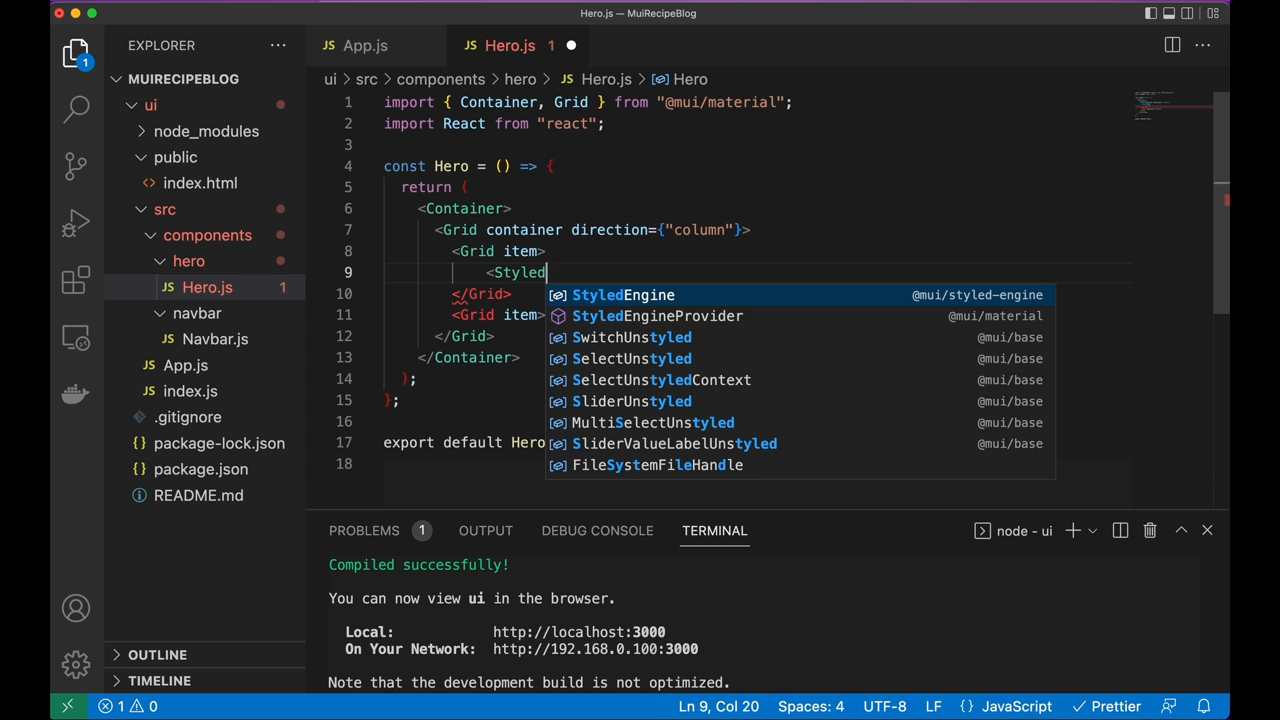 Hero.js — MuiRecipeBlog
1
EXPLORER
MUIRECIPEBLOG
ui
node_modules
public
<> index.html
src
components
hero
JS Hero.js 1
navbar
JS Navbar.js
JS App.js
JS index.js
.gitignore
{} package-lock.json
{} package.json
README.md
OUTLINE
TIMELINE
JS App.js
JS Hero.js 1
ui > src > components > hero > JS Hero.js > Hero
1 import { Container, Grid } from "@mui/material";
2 import React from "react";
3
4 const Hero = () => {
5 return (
6 <Container>
7 <Grid container direction={"column"}>
8 <Grid item>
9 <Styled
10 </Grid>
11 <Grid item>
12 </Grid>
13 </Container>
14 );
15 };
16
17 export default Hero
18
StyledEngine @mui/styled-engine
StyledEngineProvider @mui/material
SwitchUnstyled @mui/base
SelectUnstyled @mui/base
SelectUnstyledContext @mui/base
SliderUnstyled @mui/base
MultiSelectUnstyled @mui/base
SliderValueLabelUnstyled @mui/base
FileSystemFileHandle
PROBLEMS 1 OUTPUT DEBUG CONSOLE TERMINAL node - ui
Compiled successfully!
You can now view ui in the browser.
Local: http://localhost:3000
On Your Network: http://192.168.0.100:3000
Note that the development build is not optimized.
1 0 Ln 9, Col 20 Spaces: 4 UTF-8 LF {} JavaScript Prettier